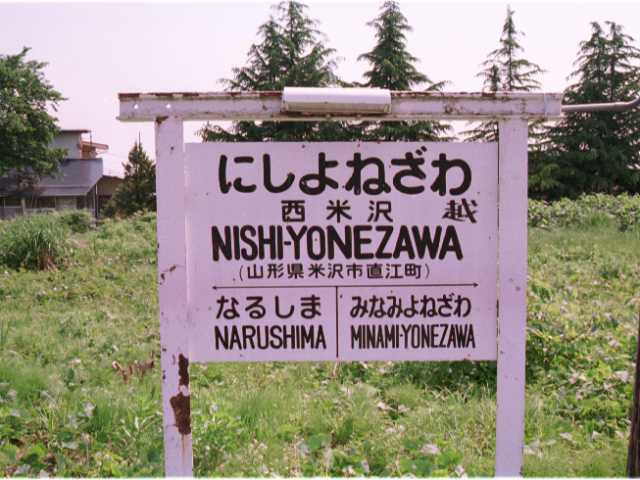 にしよねざわ
西米沢 越
NISHI-YONEZAWA
(山形県米沢市直江町)
なるしま みなみよねざわ
NARUSHIMA MINAMI-YONEZAWA